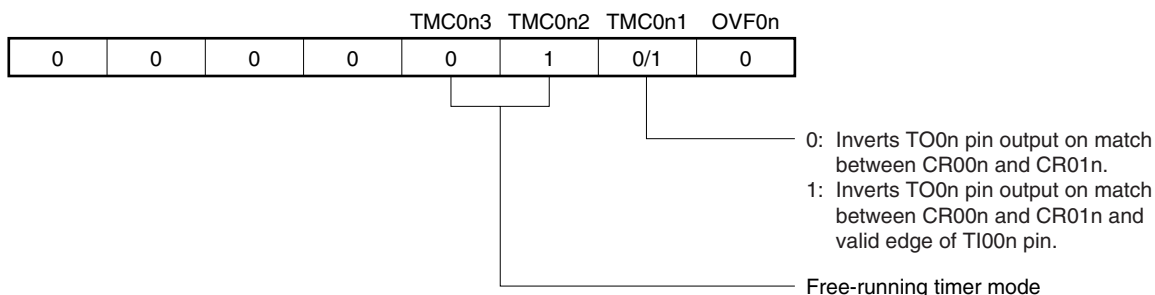 TMC0n3 TMC0n2 TMC0n1 OVF0n
0 0 0 0 0 1 0/1 0
0: Inverts TO0n pin output on match
between CR00n and CR01n.
1: Inverts TO0n pin output on match
between CR00n and CR01n and
valid edge of TI00n pin.
Free-running timer mode